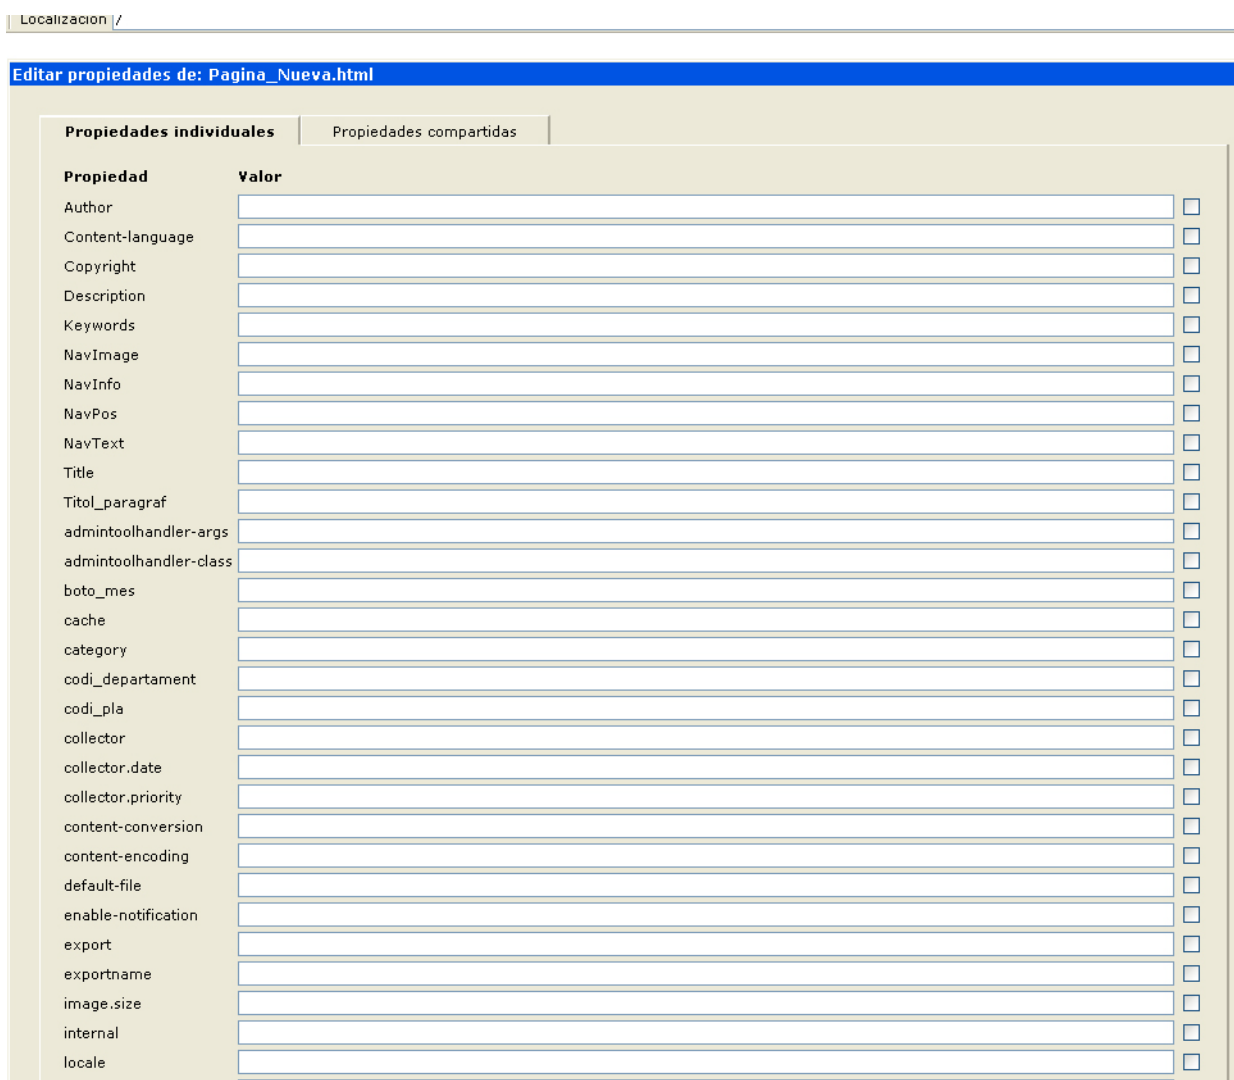 Localización /
Editar propiedades de: Pagina_Nueva.html
Propiedades individuales Propiedades compartidas
Propiedad Valor
Author
Content-language
Copyright
Description
Keywords
NavImage
NavInfo
NavPos
NavText
Title
Titol_paragraf
admintoolhandler-args
admintoolhandler-class
boto_mes
cache
category
codi_departament
codi_pla
collector
collector.date
collector.priority
content-conversion
content-encoding
default-file
enable-notification
export
exportname
image.size
internal
locale